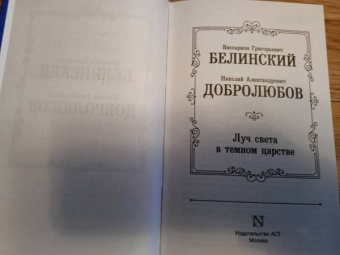 Виссарион Григорьевич
БЕЛИНСКИЙ
Николай Александрович
ДОБРОЛЮБОВ
Луч света
в темном царстве
N
Издательство АСТ
Москва